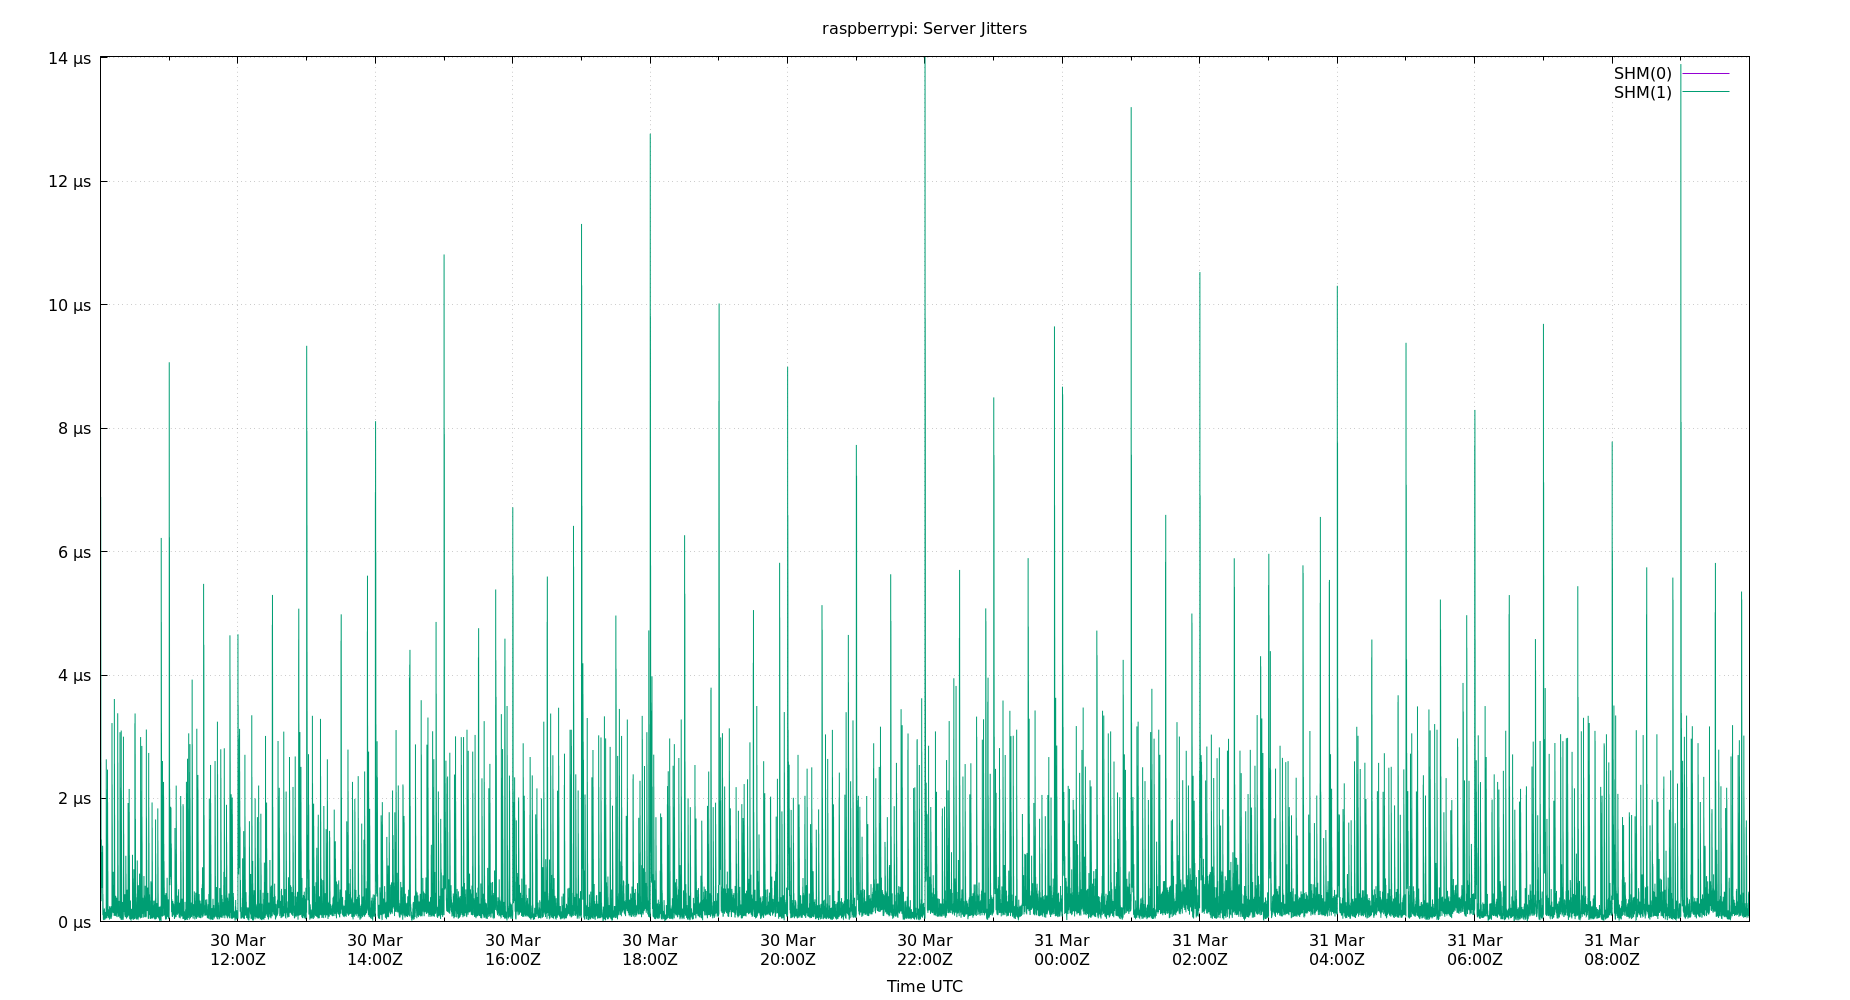 raspberrypi: Server Jitters
14 µs
12 µs
10 µs
8 µs
6 µs
4 µs
2 µs
0 µs
SHM(0)
SHM(1)
30 Mar 12:00Z
30 Mar 14:00Z
30 Mar 16:00Z
30 Mar 18:00Z
30 Mar 20:00Z
30 Mar 22:00Z
31 Mar 00:00Z
31 Mar 02:00Z
31 Mar 04:00Z
31 Mar 06:00Z
31 Mar 08:00Z
Time UTC